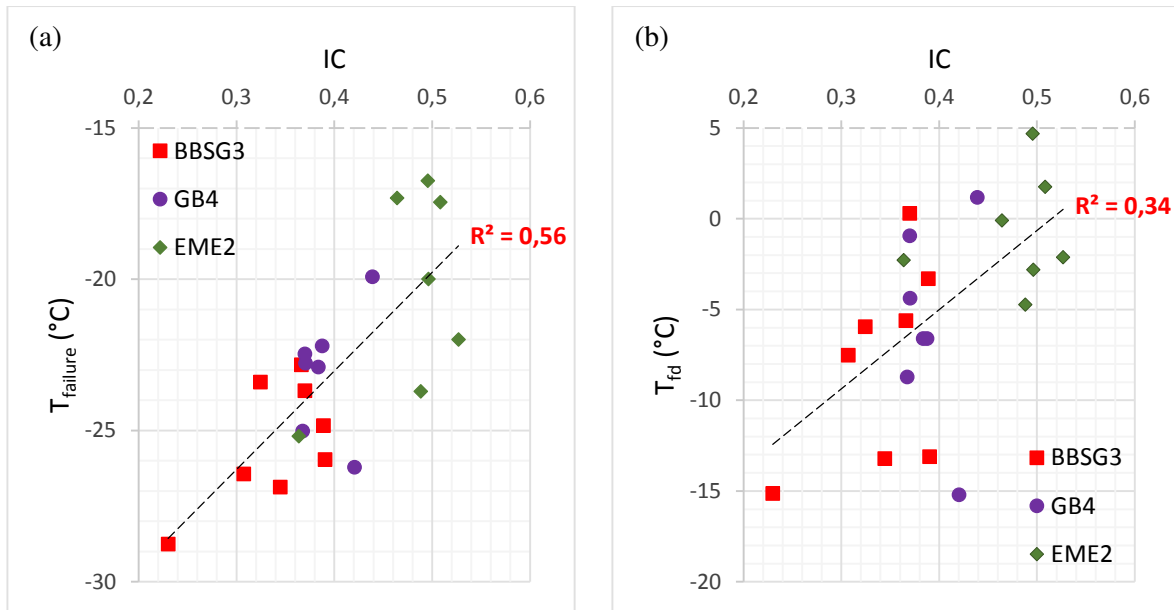 (a)
IC
0,2 0,3 0,4 0,5 0,6
-15
-20
-25
-30
T_failure (°C)
BBSG3
GB4
EME2
R² = 0,56
(b)
IC
0,2 0,3 0,4 0,5 0,6
5
0
-5
-10
-15
-20
T_fd (°C)
R² = 0,34
BBSG3
GB4
EME2